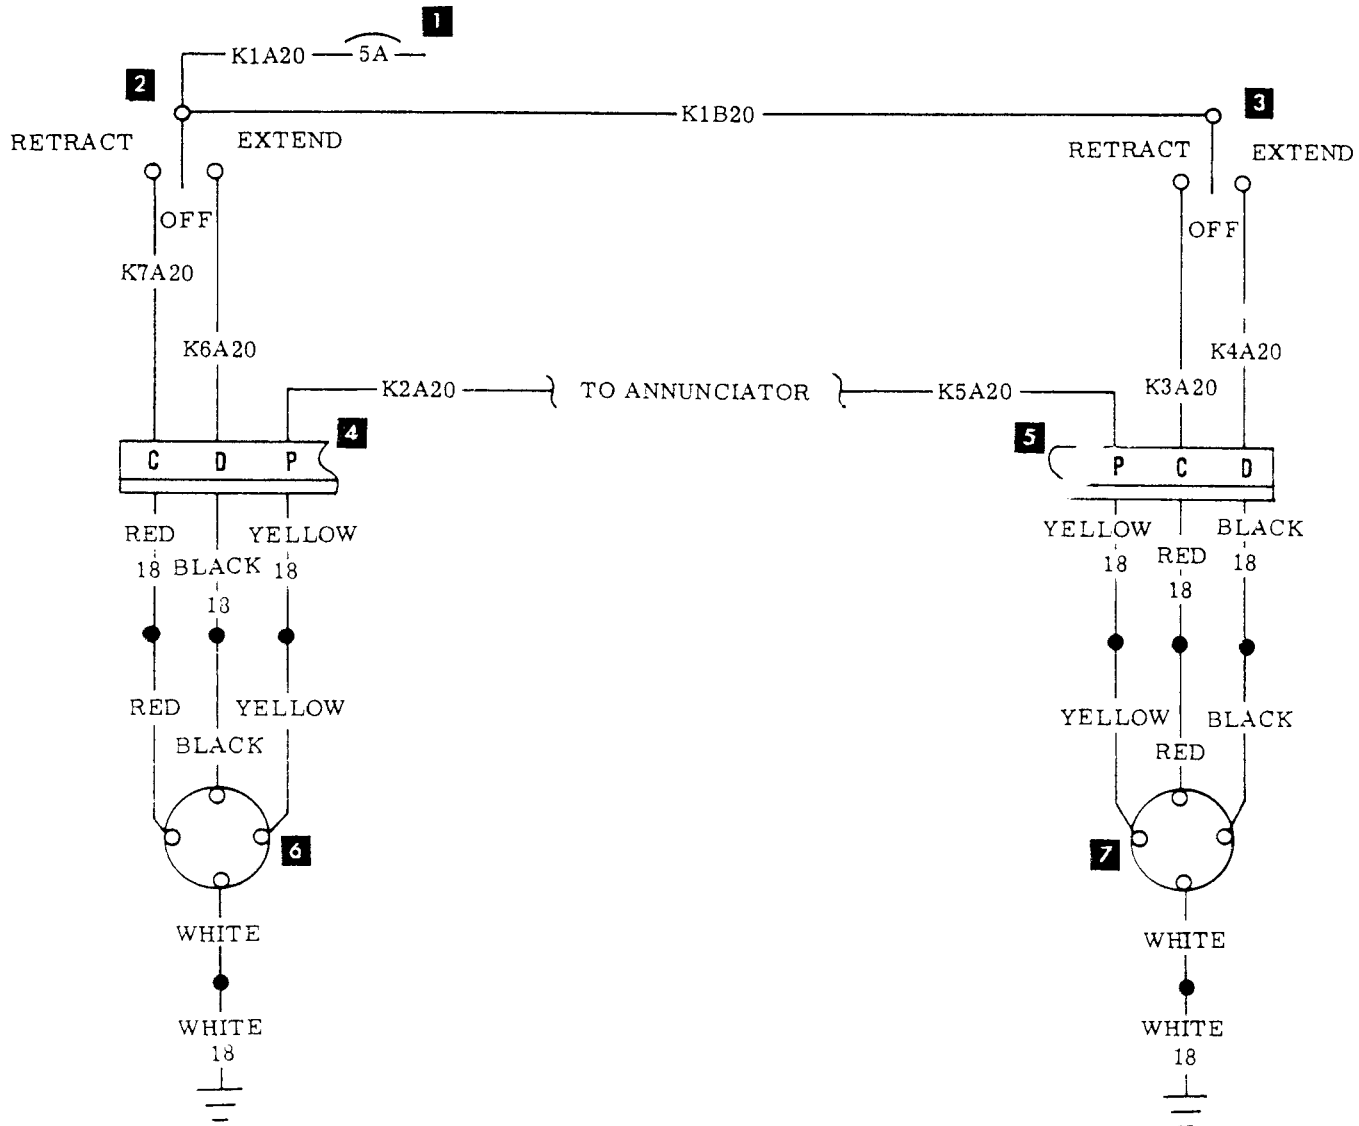 1
K1A20
5A
2
3
K1B20
RETRACT
EXTEND
RETRACT
EXTEND
OFF
OFF
K7A20
K6A20
K4A20
K2A20
TO ANNUNCIATOR
K5A20
K3A20
4
5
C D P
P C D
RED
YELLOW
YELLOW
BLACK
18
BLACK
18
18
RED
18
18
18
RED
YELLOW
YELLOW
BLACK
BLACK
RED
6
7
WHITE
WHITE
WHITE
18
WHITE
18